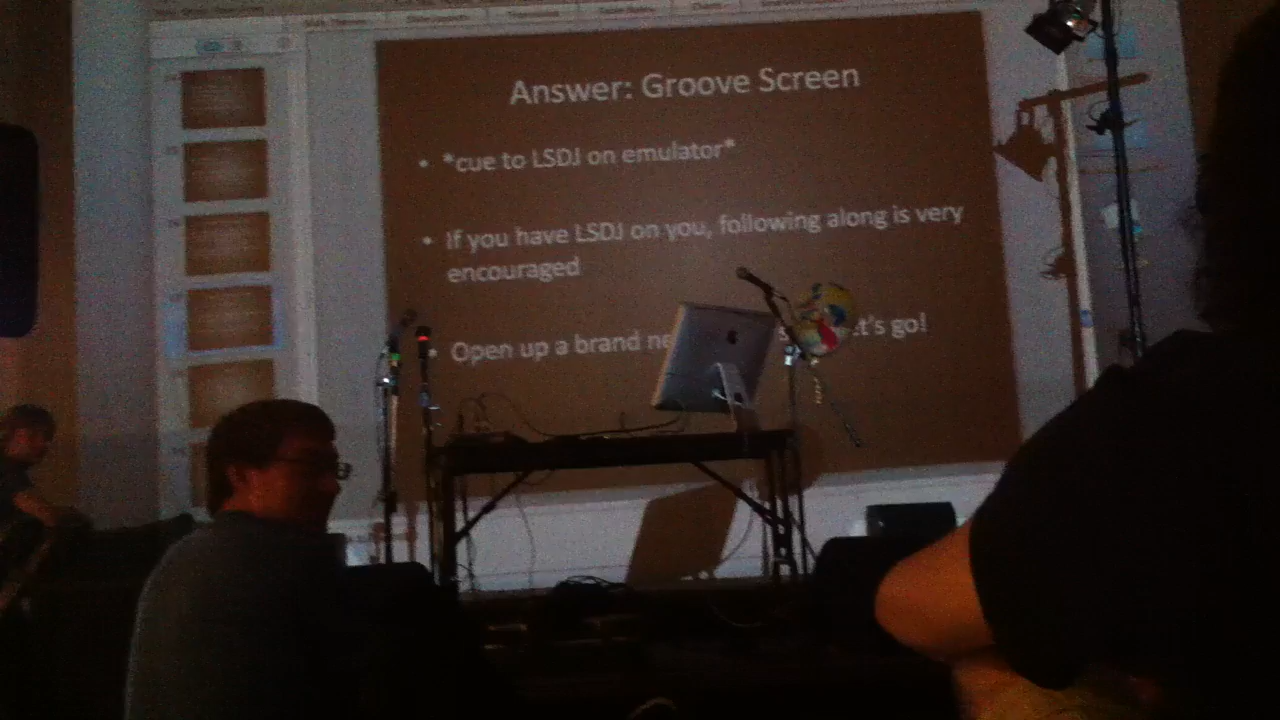 Answer: Groove Screen
• *cue to LSDJ on emulator*
• If you have LSDJ on you, following along is very
encouraged
• Open up a brand let's go!